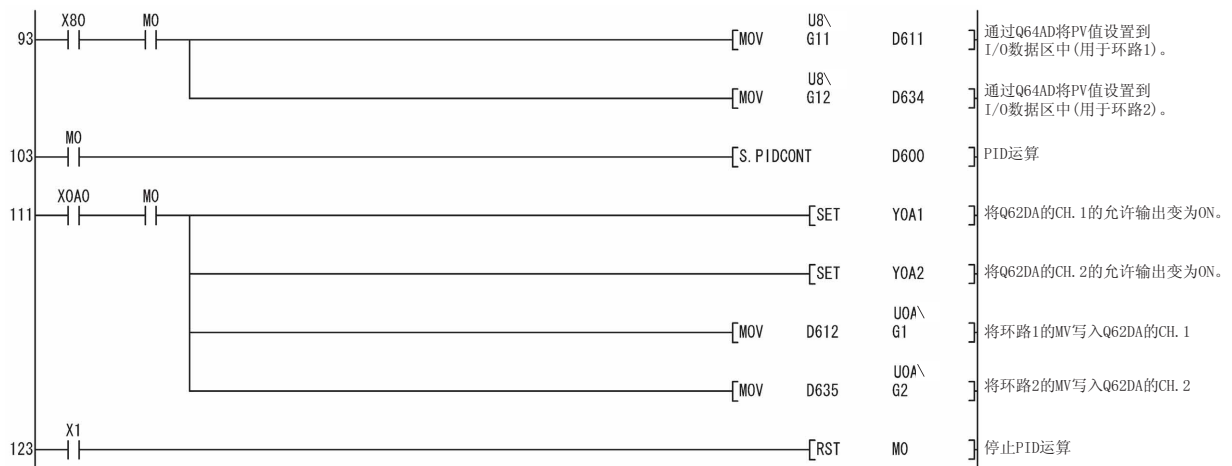 X80 M0 U8\
93 [MOV G11 D611 ] 通过Q64AD将PV值设置到
I/O数据区中(用于环路1)。
U8\
[MOV G12 D634 ] 通过Q64AD将PV值设置到
I/O数据区中(用于环路2)。
M0
103 [S.PIDCONT D600 ] PID运算
X0A0 M0
111 [SET Y0A1 ] 将Q62DA的CH.1的允许输出变为ON。
[SET Y0A2 ] 将Q62DA的CH.2的允许输出变为ON。
U0A\
[MOV D612 G1 ] 将环路1的MV写入Q62DA的CH.1
U0A\
[MOV D635 G2 ] 将环路2的MV写入Q62DA的CH.2
X1
123 [RST M0 ] 停止PID运算